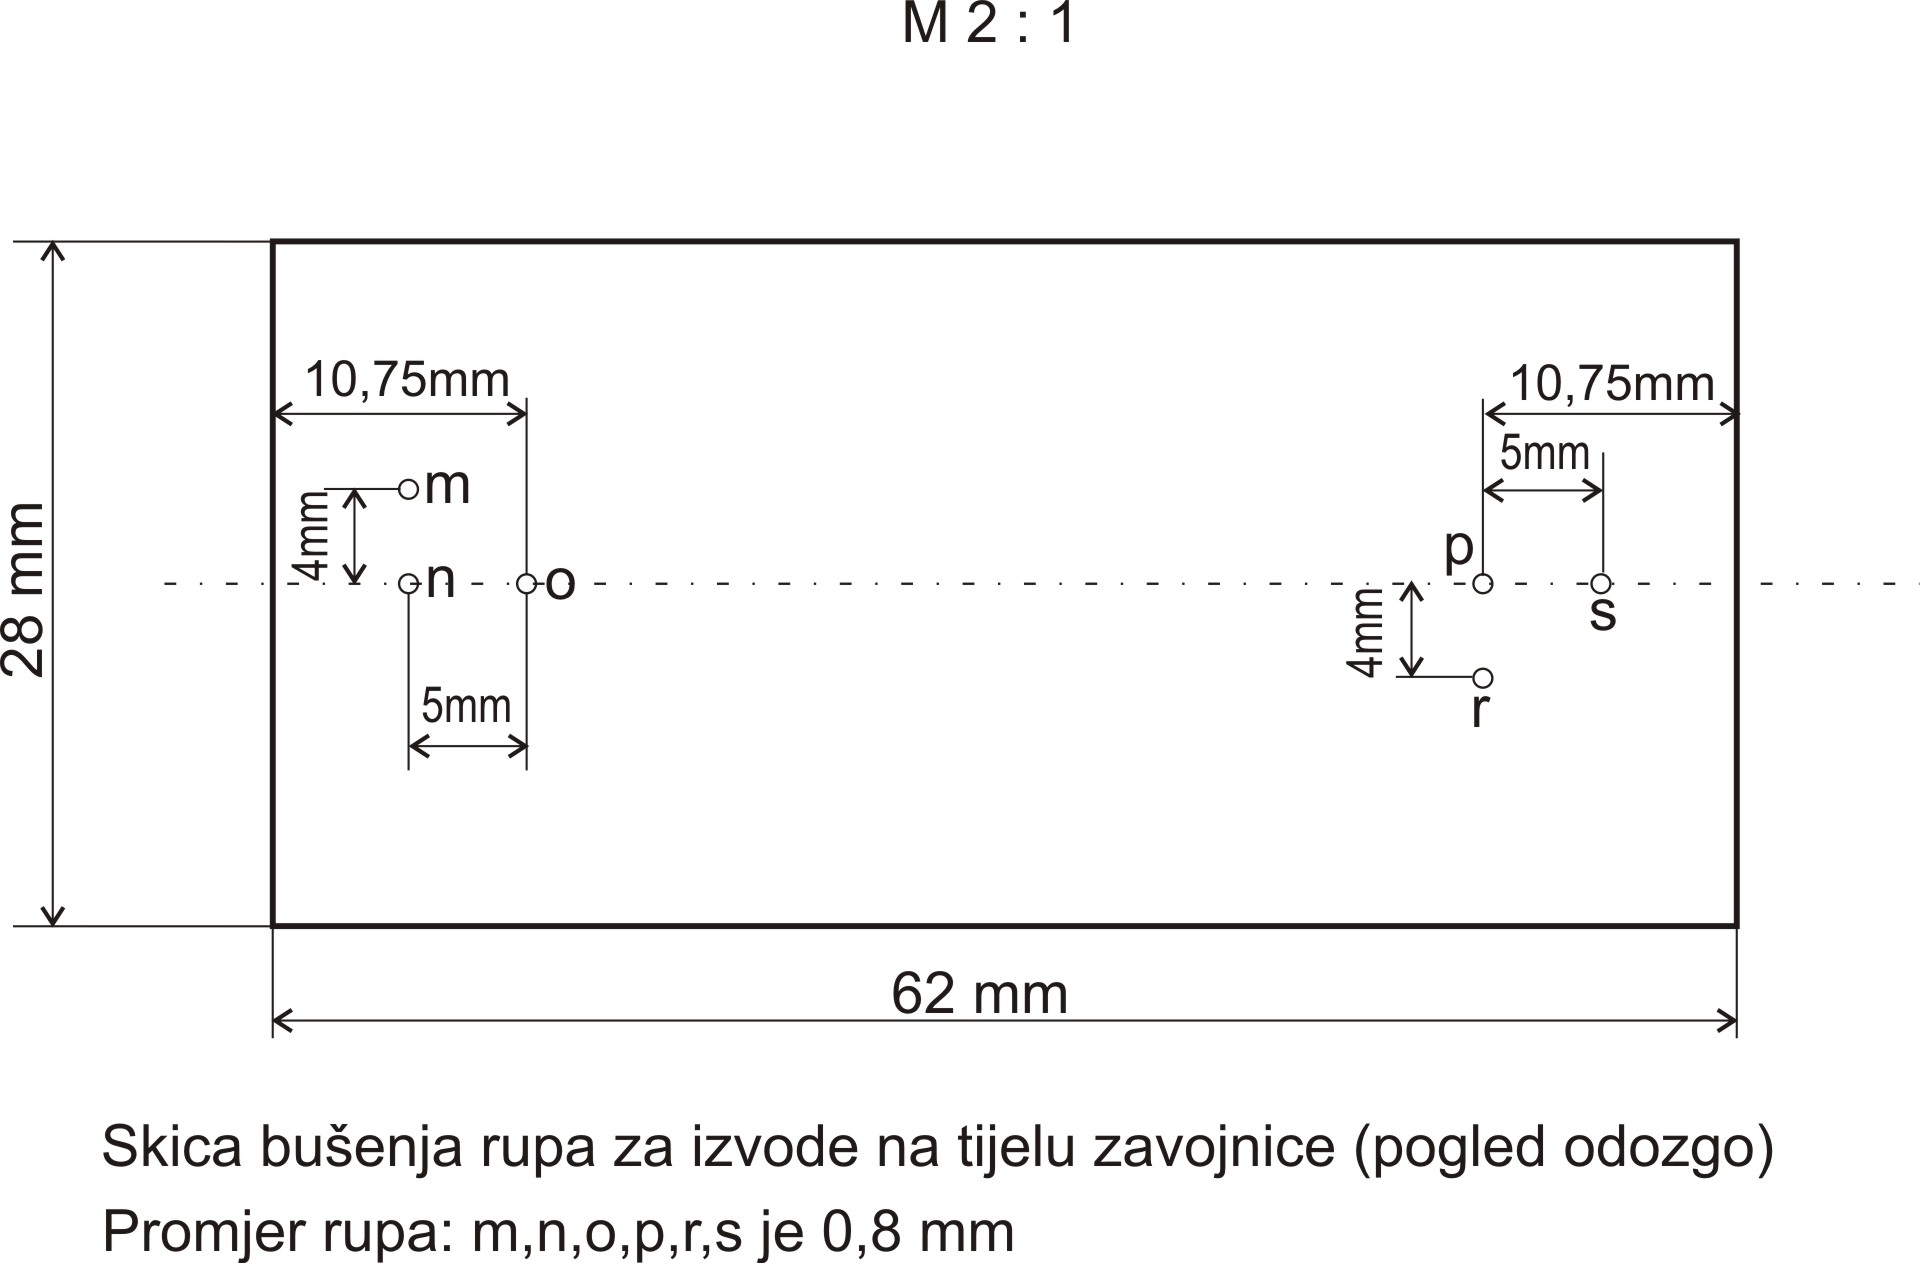 M 2 : 1
10,75mm
10,75mm
5mm
m
4mm
p
n
o
s
28 mm
4mm
r
5mm
62 mm
Skica bušenja rupa za izvode na tijelu zavojnice (pogled odozgo)
Promjer rupa: m,n,o,p,r,s je 0,8 mm